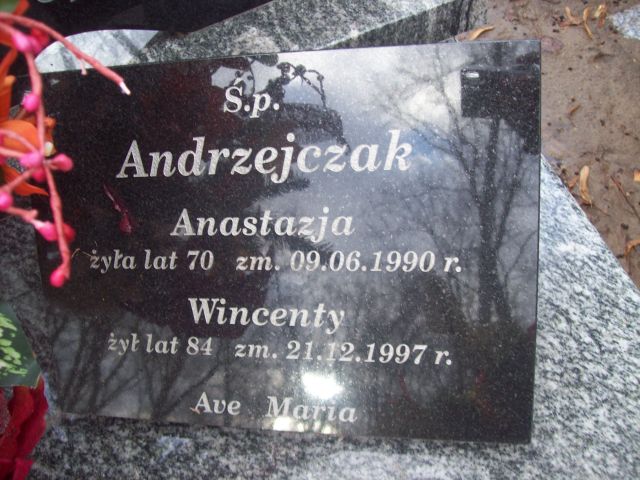 Ś.p.
Andrzejczak
Anastazja
żyła lat 70 zm. 09.06.1990 r.
Wincenty
żył lat 84 zm. 21.12.1997 r.
Ave Maria